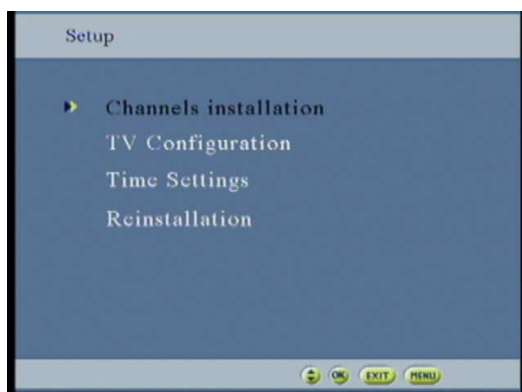 Setup
Channels installation
TV Configuration
Time Settings
Reinstallation
OK EXIT MENU